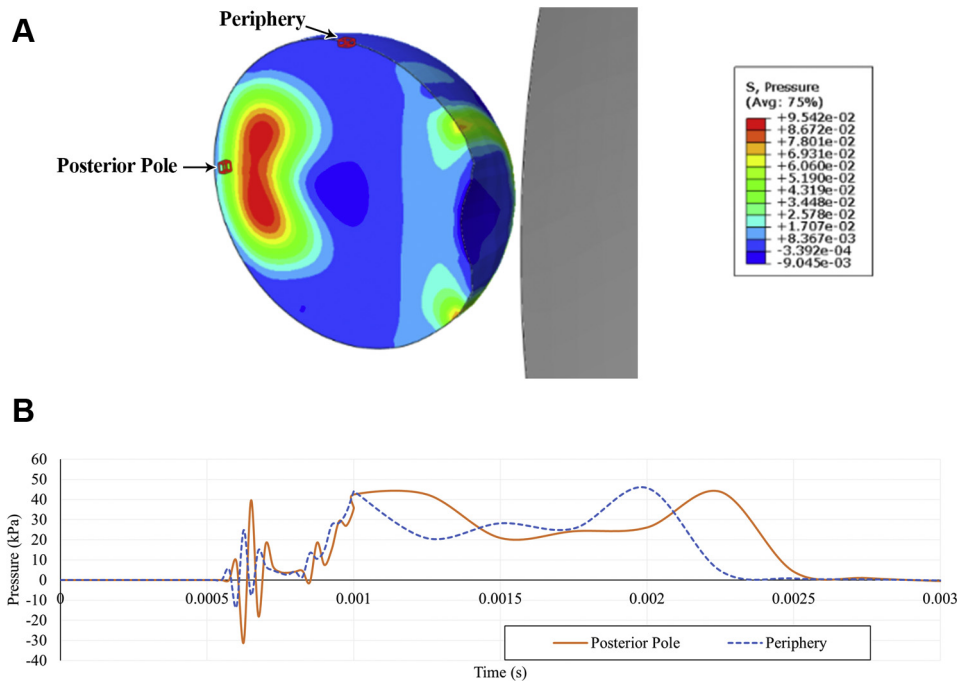 A
Periphery
Posterior Pole
S, Pressure
(Avg: 75%)
+9.542e-02
+8.672e-02
+7.801e-02
+6.931e-02
+6.060e-02
+5.190e-02
+4.319e-02
+3.448e-02
+2.578e-02
+1.707e-02
+8.367e-03
-3.392e-04
-9.045e-03
B
60
50
40
30
20
10
0
-10
-20
-30
-40
Pressure (kPa)
0 0.0005 0.001 0.0015 0.002 0.0025 0.003
Posterior Pole Periphery
Time (s)